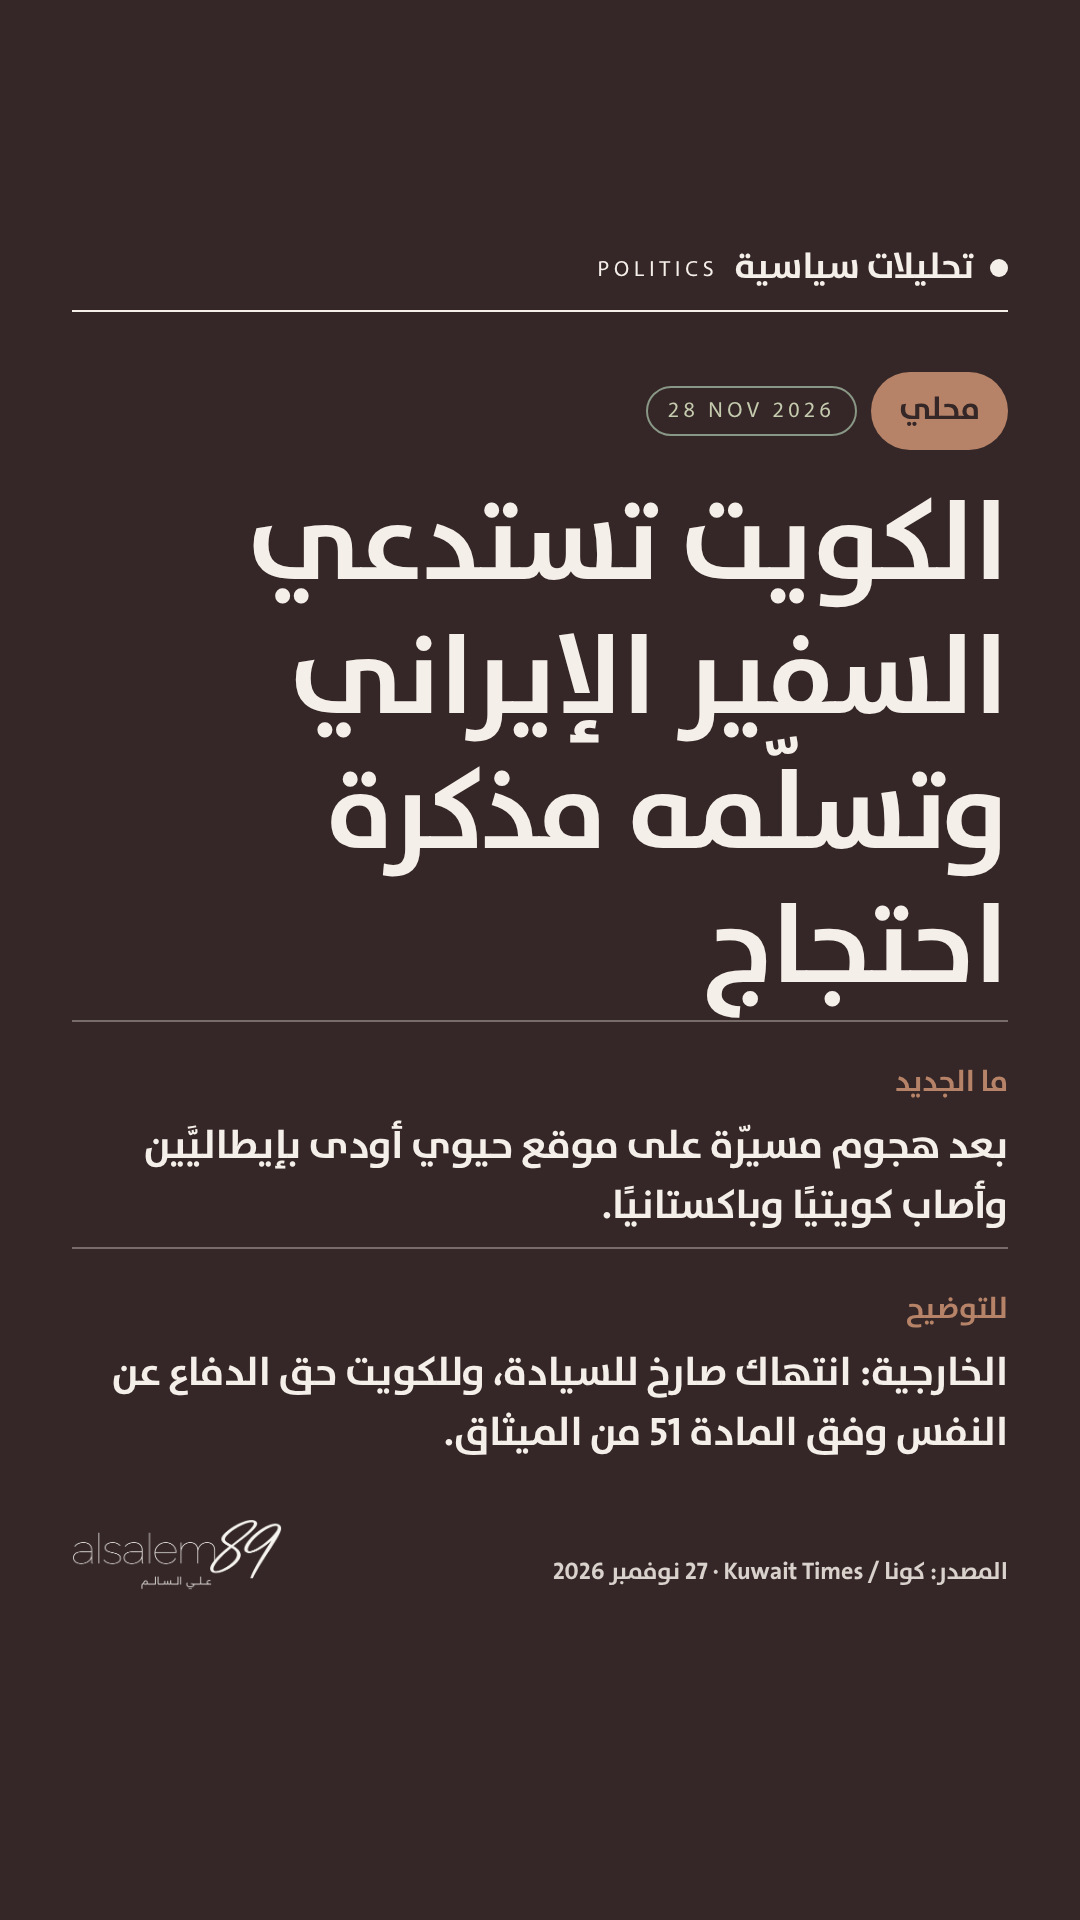 تحليلات سياسية POLITICS
محلي 28 NOV 2026
الكويت تستدعي
السفير الإيراني
وتسلّمه مذكرة
احتجاج
ما الجديد
بعد هجوم مسيّرة على موقع حيوي أودى بإيطاليَّين
وأصاب كويتيًا وباكستانيًا.
للتوضيح
الخارجية: انتهاك صارخ للسيادة، وللكويت حق الدفاع عن
النفس وفق المادة 51 من الميثاق.
المصدر: كونا / Kuwait Times · 27 نوفمبر 2026
alsalem89
علي السالم